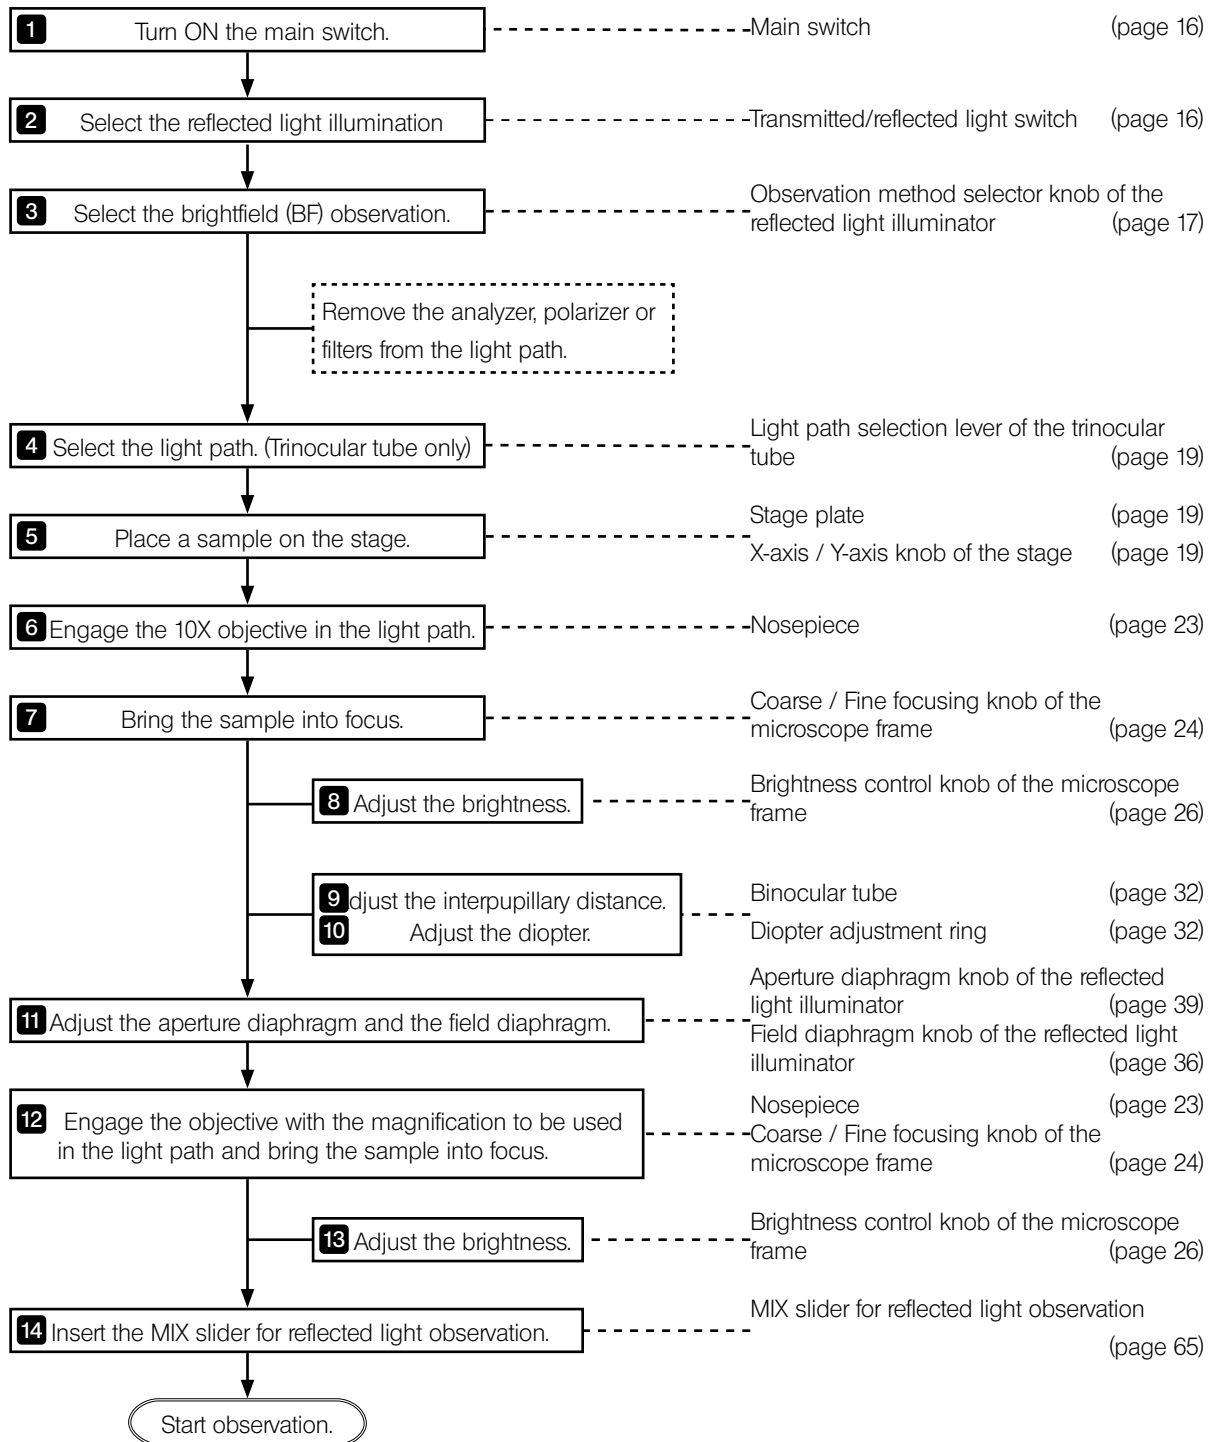 1 Turn ON the main switch.
Main switch (page 16)
2 Select the reflected light illumination
Transmitted/reflected light switch (page 16)
3 Select the brightfield (BF) observation.
Observation method selector knob of the
reflected light illuminator (page 17)
Remove the analyzer, polarizer or
filters from the light path.
4 Select the light path. (Trinocular tube only)
Light path selection lever of the trinocular
tube (page 19)
5 Place a sample on the stage.
Stage plate (page 19)
X-axis / Y-axis knob of the stage (page 19)
6 Engage the 10X objective in the light path.
Nosepiece (page 23)
7 Bring the sample into focus.
Coarse / Fine focusing knob of the
microscope frame (page 24)
8 Adjust the brightness.
Brightness control knob of the microscope
frame (page 26)
9 djust the interpupillary distance.
10 Adjust the diopter.
Binocular tube (page 32)
Diopter adjustment ring (page 32)
11 Adjust the aperture diaphragm and the field diaphragm.
Aperture diaphragm knob of the reflected
light illuminator (page 39)
Field diaphragm knob of the reflected light
illuminator (page 36)
12 Engage the objective with the magnification to be used
in the light path and bring the sample into focus.
Nosepiece (page 23)
Coarse / Fine focusing knob of the
microscope frame (page 24)
13 Adjust the brightness.
Brightness control knob of the microscope
frame (page 26)
14 Insert the MIX slider for reflected light observation.
MIX slider for reflected light observation
(page 65)
Start observation.